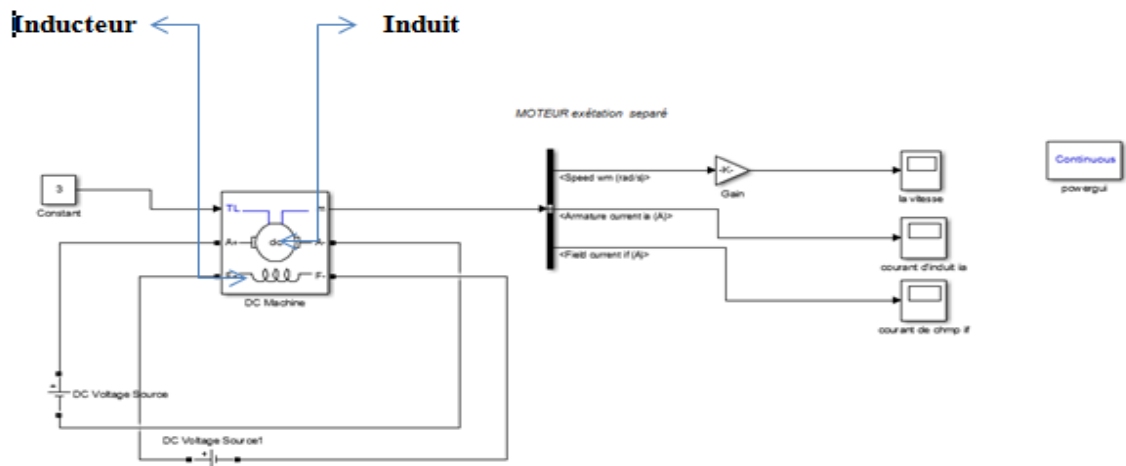 Inducteur
Induit
MOTEUR exétation separé
3
Constant
TL
m
A+
dc
A-
F+
F-
DC Machine
<Speed wm (rad/s)>
<Armature current ia (A)>
<Field current if (A)>
-K-
Gain
la vitesse
courant d'induit ia
courant de chmp if
Continuous
powergui
+
DC Voltage Source
DC Voltage Source1
+